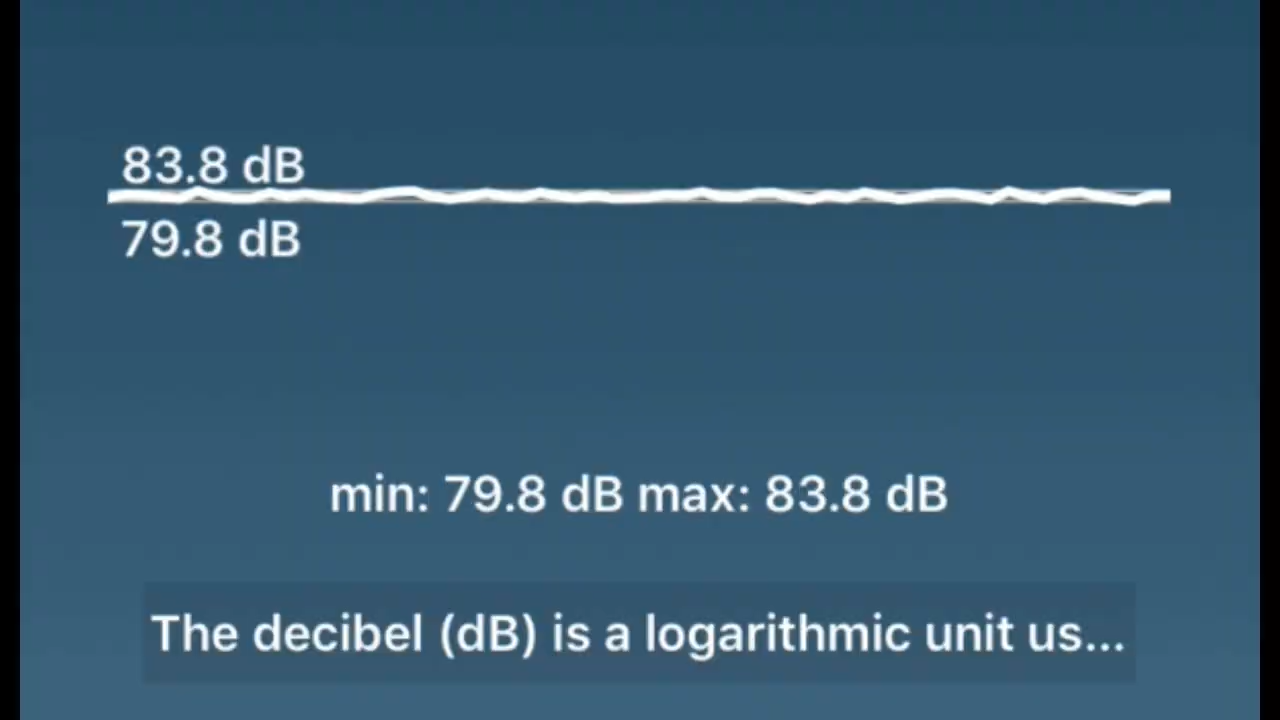 83.8 dB
79.8 dB
min: 79.8 dB max: 83.8 dB
The decibel (dB) is a logarithmic unit us...